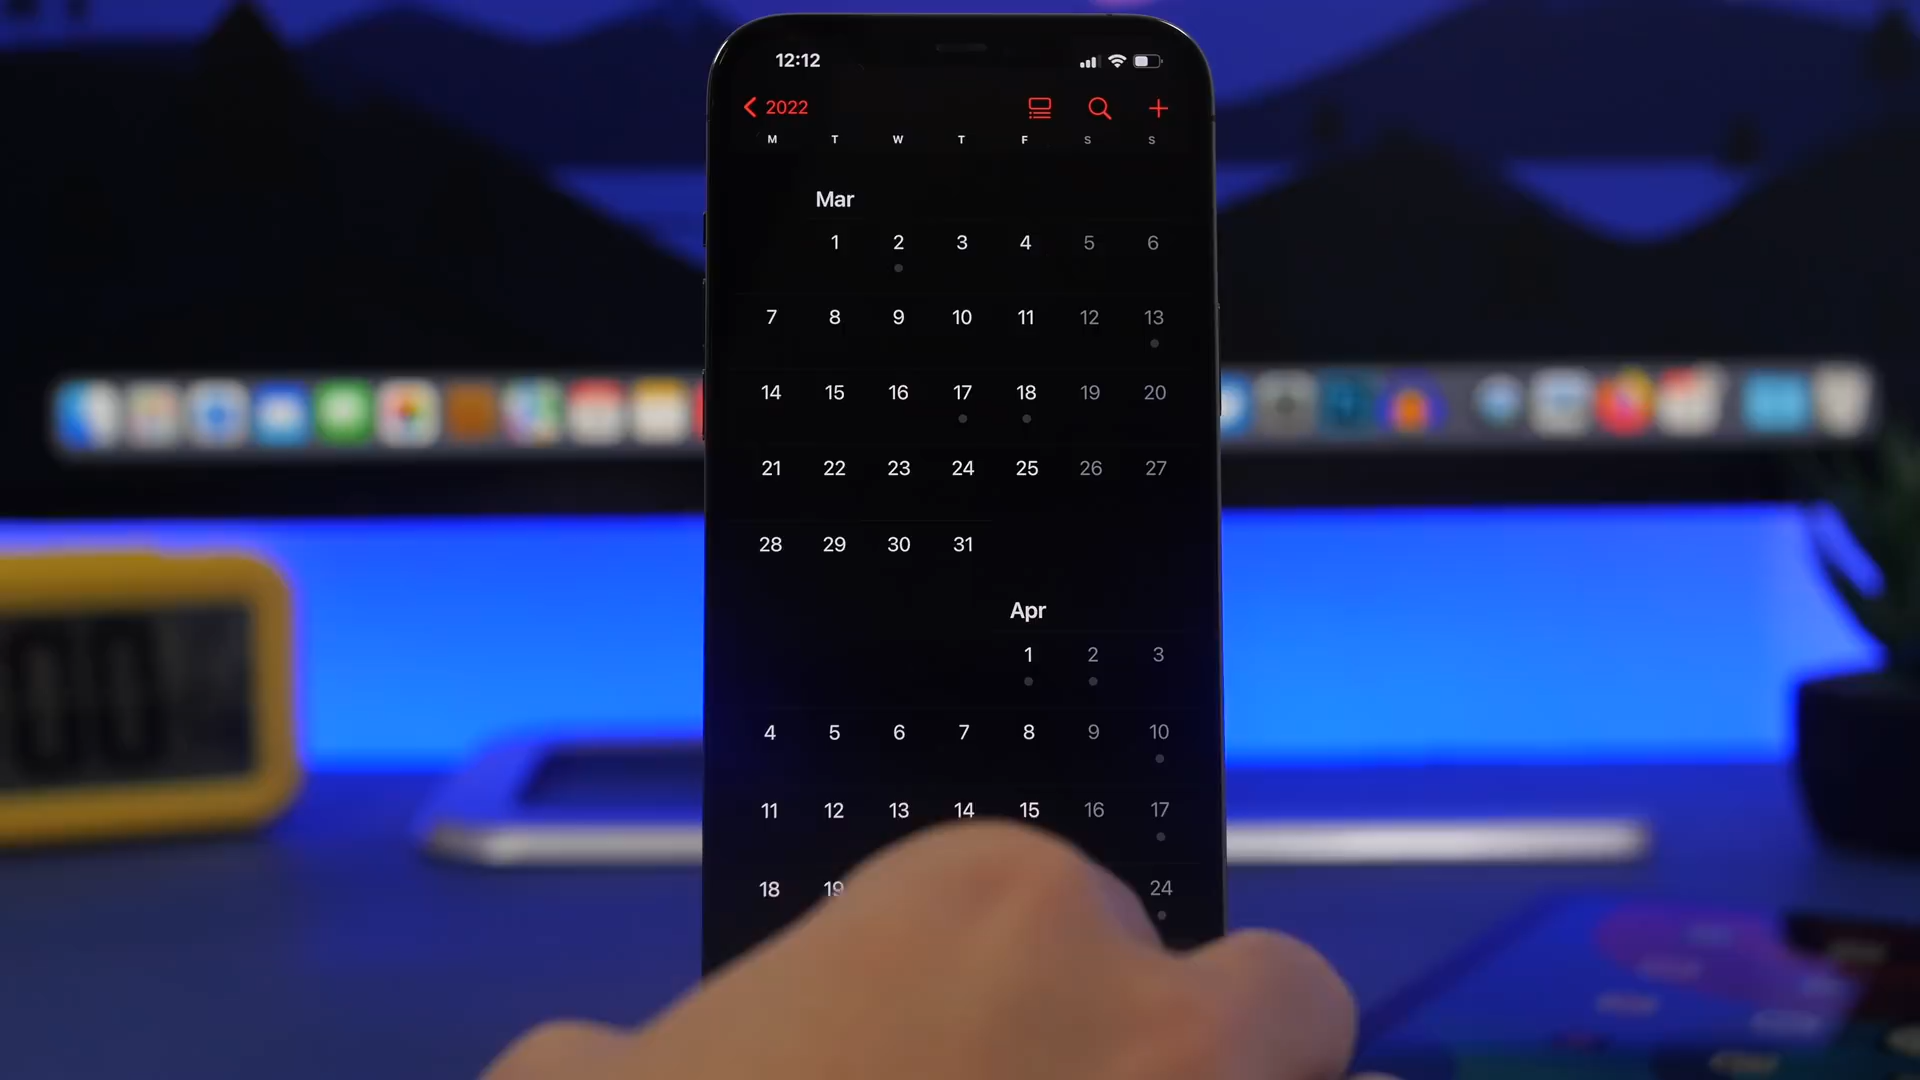 12:12
2022
M T W T F S S
Mar
1 2 3 4 5 6
7 8 9 10 11 12 13
14 15 16 17 18 19 20
21 22 23 24 25 26 27
28 29 30 31
Apr
1 2 3
4 5 6 7 8 9 10
11 12 13 14 15 16 17
18 19 24
00